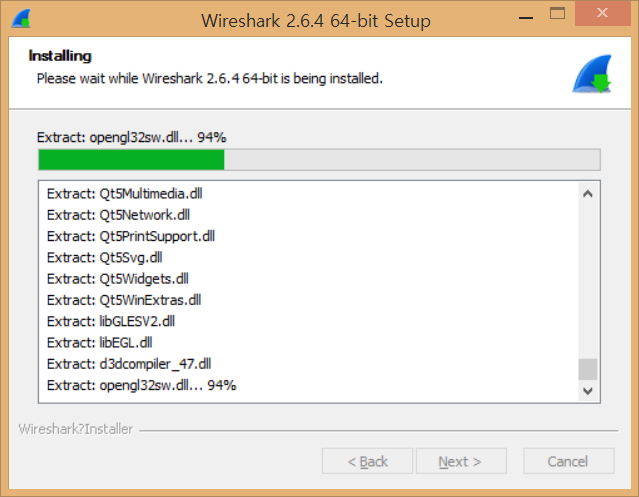 Wireshark 2.6.4 64-bit Setup
Installing
Please wait while Wireshark 2.6.4 64-bit is being installed.
Extract: opengl32sw.dll... 94%
Extract: Qt5Multimedia.dll
Extract: Qt5Network.dll
Extract: Qt5PrintSupport.dll
Extract: Qt5Svg.dll
Extract: Qt5Widgets.dll
Extract: Qt5WinExtras.dll
Extract: libGLESV2.dll
Extract: libEGL.dll
Extract: d3dcompiler_47.dll
Extract: opengl32sw.dll... 94%
Wireshark?Installer
< Back Next > Cancel